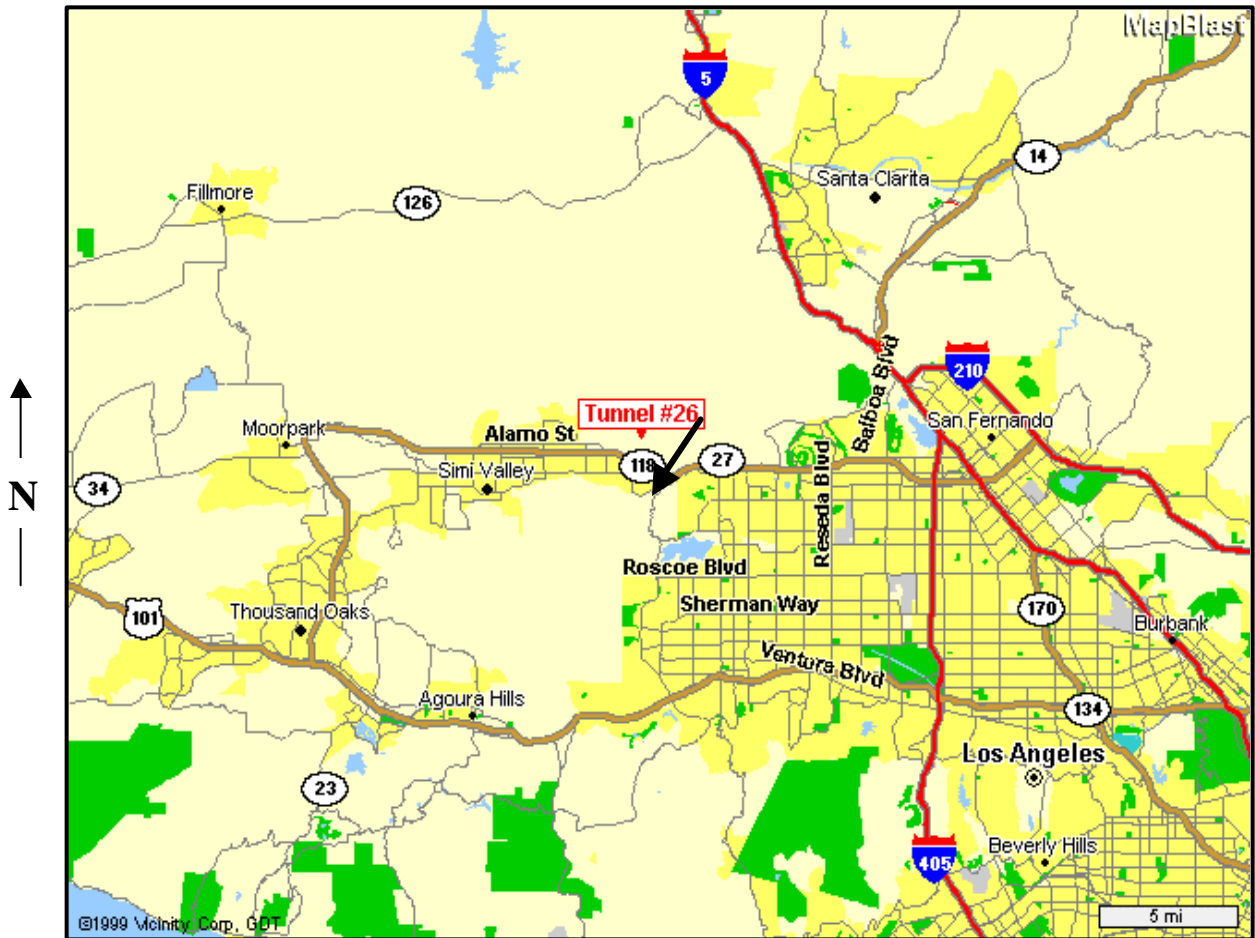 MapBlast
5
14
Santa Clarita
Fillmore
126
Balboa Blvd
210
Tunnel #26
San Fernando
Moorpark
Alamo St
118
27
Simi Valley
Reseda Blvd
34
N
Roscoe Blvd
Sherman Way
170
101
Thousand Oaks
Burbank
Ventura Blvd
Agoura Hills
134
Los Angeles
23
Beverly Hills
405
©1999 Vicinity Corp, GDT
5 mi